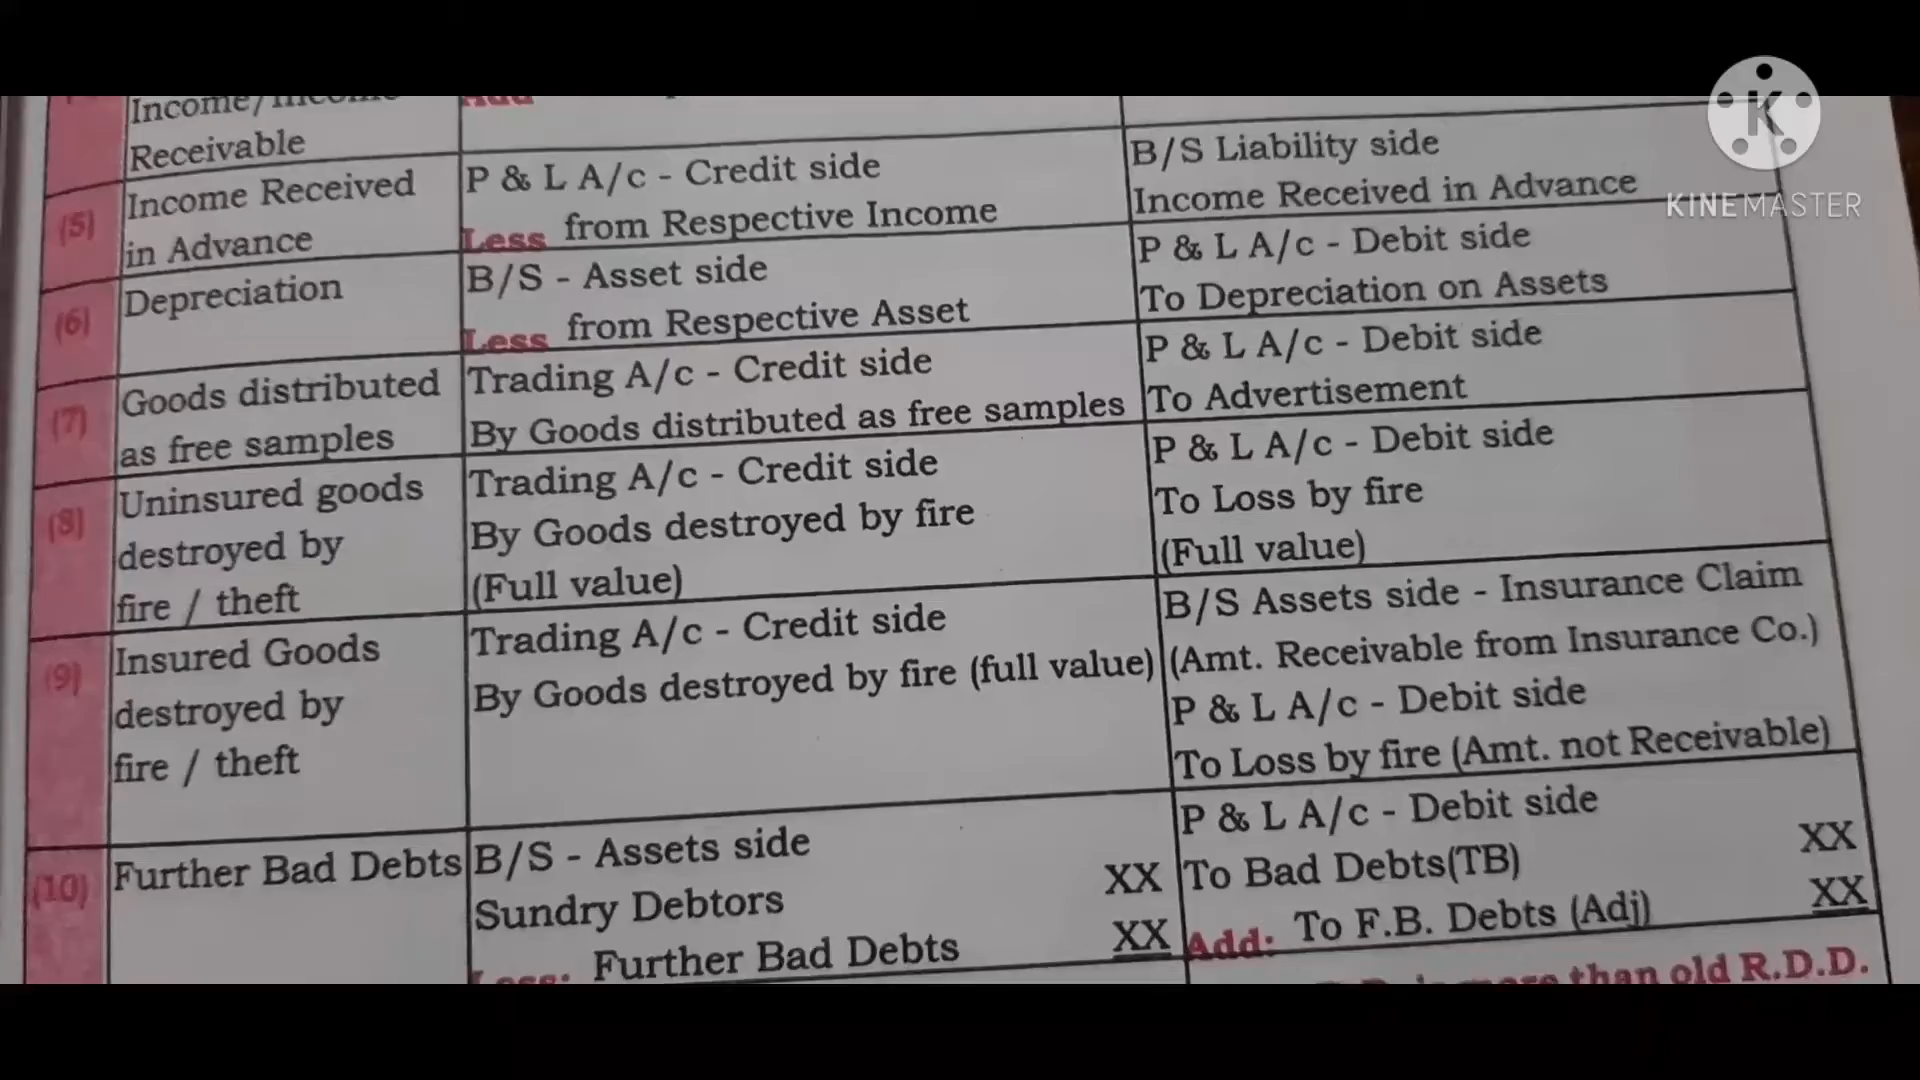 Receivable
(5)
Income Received
in Advance
P & L A/c - Credit side
Less from Respective Income
B/S Liability side
Income Received in Advance
(6)
Depreciation
B/S - Asset side
Less from Respective Asset
P & L A/c - Debit side
To Depreciation on Assets
(7)
Goods distributed
as free samples
Trading A/c - Credit side
By Goods distributed as free samples
P & L A/c - Debit side
To Advertisement
(8)
Uninsured goods
destroyed by
fire / theft
Trading A/c - Credit side
By Goods destroyed by fire
(Full value)
P & L A/c - Debit side
To Loss by fire
(Full value)
(9)
Insured Goods
destroyed by
fire / theft
Trading A/c - Credit side
By Goods destroyed by fire (full value)
B/S Assets side - Insurance Claim
(Amt. Receivable from Insurance Co.)
P & L A/c - Debit side
To Loss by fire (Amt. not Receivable)
(10)
Further Bad Debts
B/S - Assets side
Sundry Debtors XX
Less: Further Bad Debts XX
P & L A/c - Debit side
To Bad Debts(TB) XX
Add: To F.B. Debts (Adj) XX
more than old R.D.D.
K
KINEMASTER